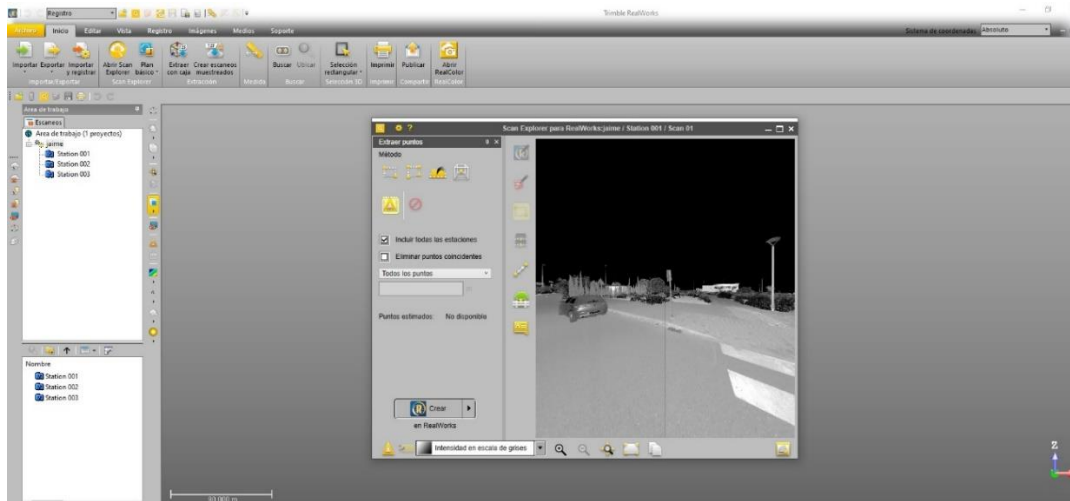 Registro
Trimble RealWorks
Inicio Editar Vista Registro Imágenes Medios Soporte
Sistema de coordenadas: Absoluto
Importar Exportar Importar y registrar
Abrir Scan Explorer
Plan básico
Extraer con caja
Crear escaneos muestreados
Buscar Ubicar
Selección rectangular
Imprimir
Publicar
Abrir RealColor
Importar/Exportar
Scan Explorer
Extracción
Medida
Buscar
Selección 3D
Imprimir
Compartir
RealColor
Área de trabajo
Escaneos
Área de trabajo (1 proyectos)
jaime
Station 001
Station 002
Station 003
Nombre
Station 001
Station 002
Station 003
Scan Explorer para RealWorks:jaime / Station 001 / Scan 01
Extraer puntos
Método:
Incluir todas las estaciones
Eliminar puntos coincidentes
Todos los puntos
Puntos estimados: No disponible
Crear
en RealWorks
Intensidad en escala de grises
Z